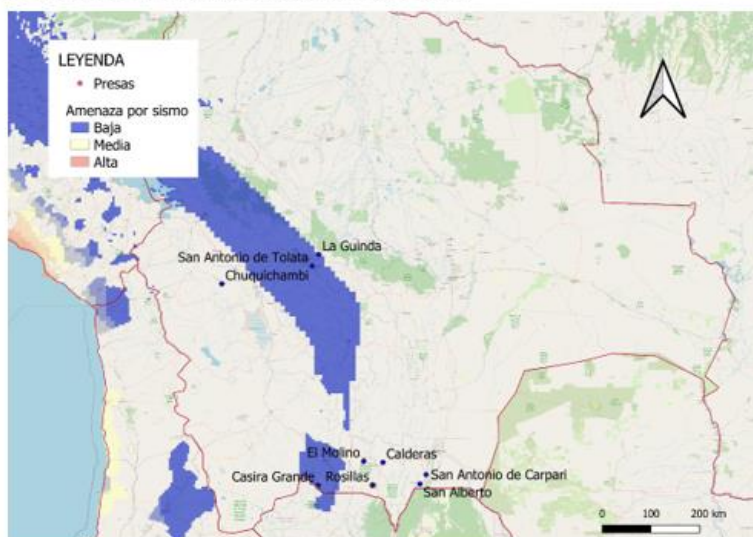 LEYENDA
Presas
Amenaza por sismo
Baja
Media
Alta
La Guinda
San Antonio de Tolata
Chuquichambi
El Molino
Calderas
San Antonio de Carpari
Casira Grande
Rosillas
San Alberto
0 100 200 km